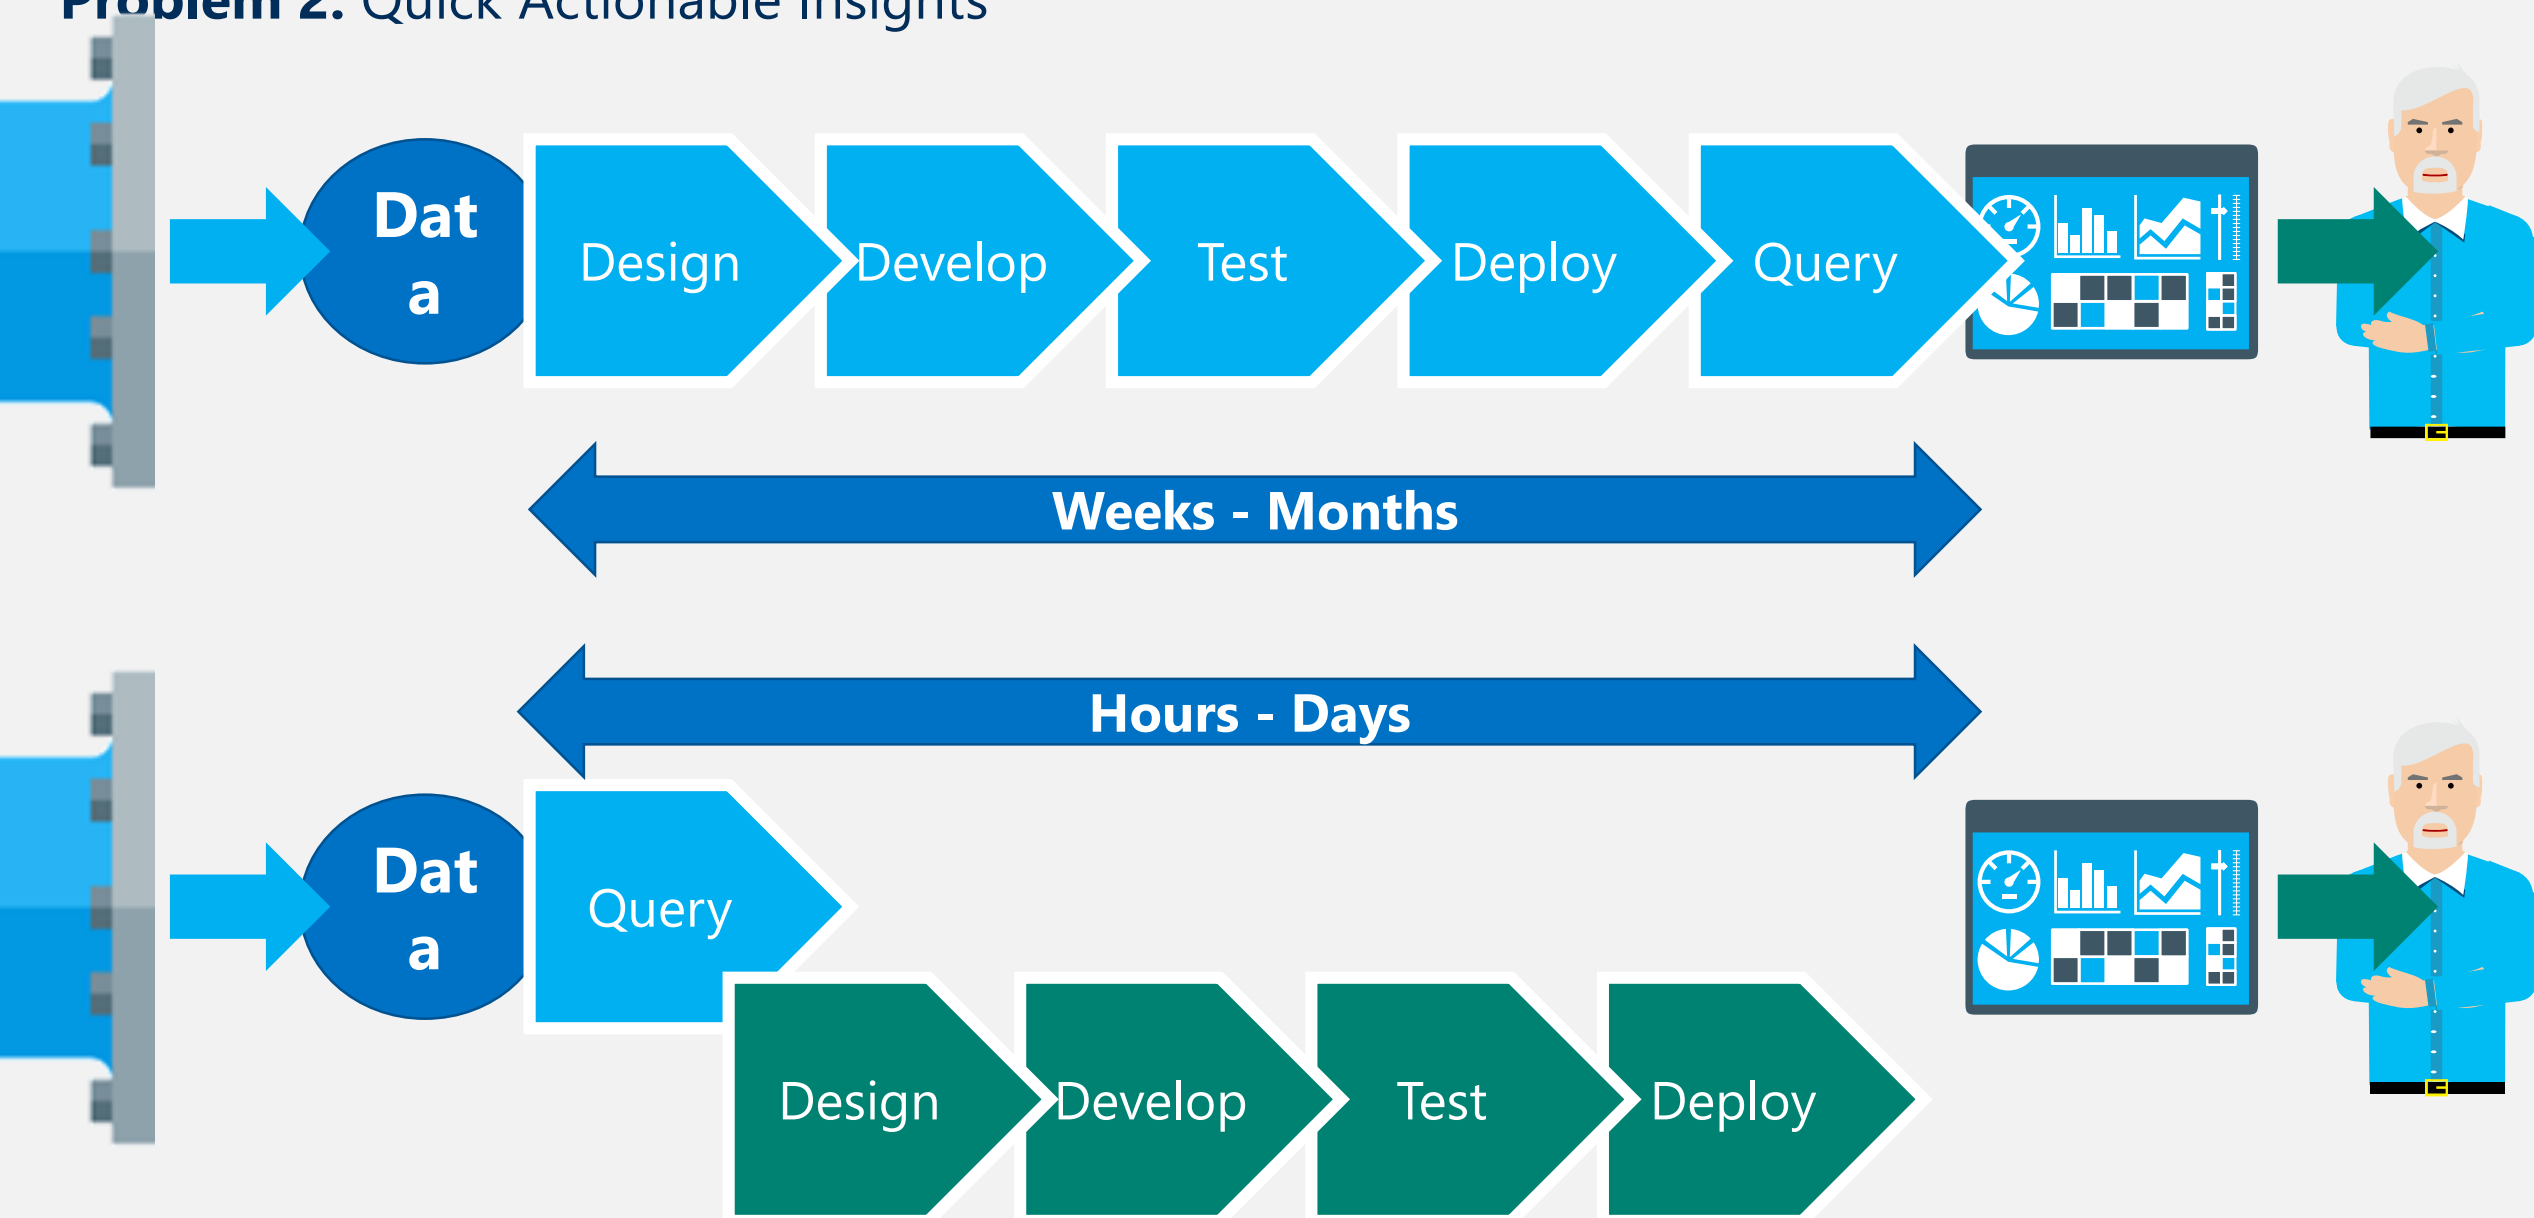 Problem 2. Quick Actionable Insights
Dat
a
Design
Develop
Test
Deploy
Query
Weeks - Months
Hours - Days
Dat
a
Query
Design
Develop
Test
Deploy